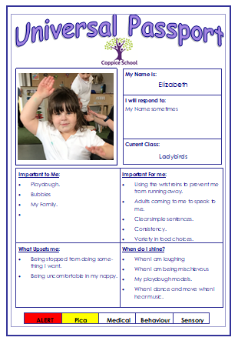 Universal Passport
Coppice School
My Name is:
Elizabeth
I will respond to:
My Name sometimes
Current Class:
Ladybirds
Important to Me:
Playdough.
Bubbles
My Family.
Important For me:
Using the wrist reins to prevent me
from running away.
Adults coming to me to speak to
me.
Clear simple sentences.
Consistency.
Variety in food choices.
What Upsets me:
Being stopped from doing some-
thing I want.
Being uncomfortable in my nappy.
When do I shine?
When I am laughing
When I am being mischievous
My playdough models.
When I dance and move when I
hear music.
ALERT Pica Medical Behaviour Sensory